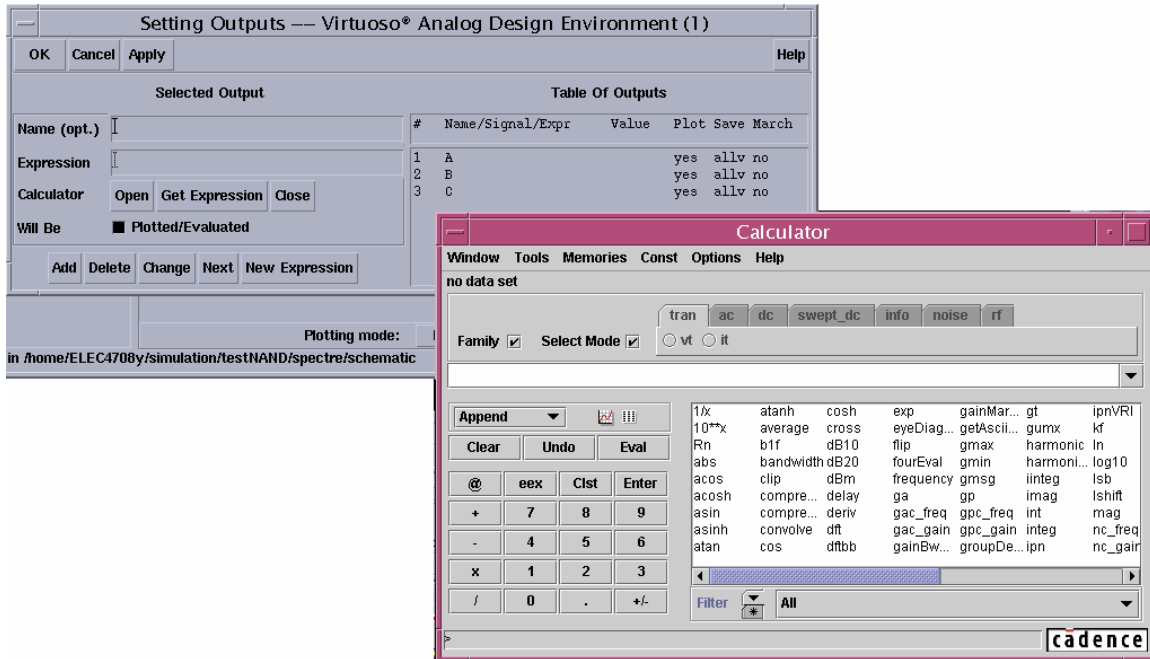 Setting Outputs –– Virtuoso® Analog Design Environment (1)
OK Cancel Apply Help
Selected Output
Table Of Outputs
Name (opt.)
# Name/Signal/Expr Value Plot Save March
Expression
1 A yes allv no
2 B yes allv no
3 C yes allv no
Calculator Open Get Expression Close
Will Be Plotted/Evaluated
Add Delete Change Next New Expression
Plotting mode:
in /home/ELEC4708y/simulation/testNAND/spectre/schematic
Calculator
Window Tools Memories Const Options Help
no data set
tran ac dc swept_dc info noise rf
Family Select Mode vt it
Append
Clear Undo Eval
@ eex Clst Enter
+ 7 8 9
- 4 5 6
x 1 2 3
/ 0 . +/-
1/x atanh cosh exp gainMar... gt ipnVRI
10**x average cross eyeDiag... getAscii... gumx kf
Rn b1f dB10 flip gmax harmonic ln
abs bandwidth dB20 fourEval gmin harmoni... log10
acos clip dBm frequency gmsg iinteg lsb
acosh compre... delay ga gp imag lshift
asin compre... deriv gac_freq gpc_freq int mag
asinh convolve dft gac_gain gpc_gain integ nc_freq
atan cos dftbb gainBw... groupDe... ipn nc_gain
Filter All
>
cādence